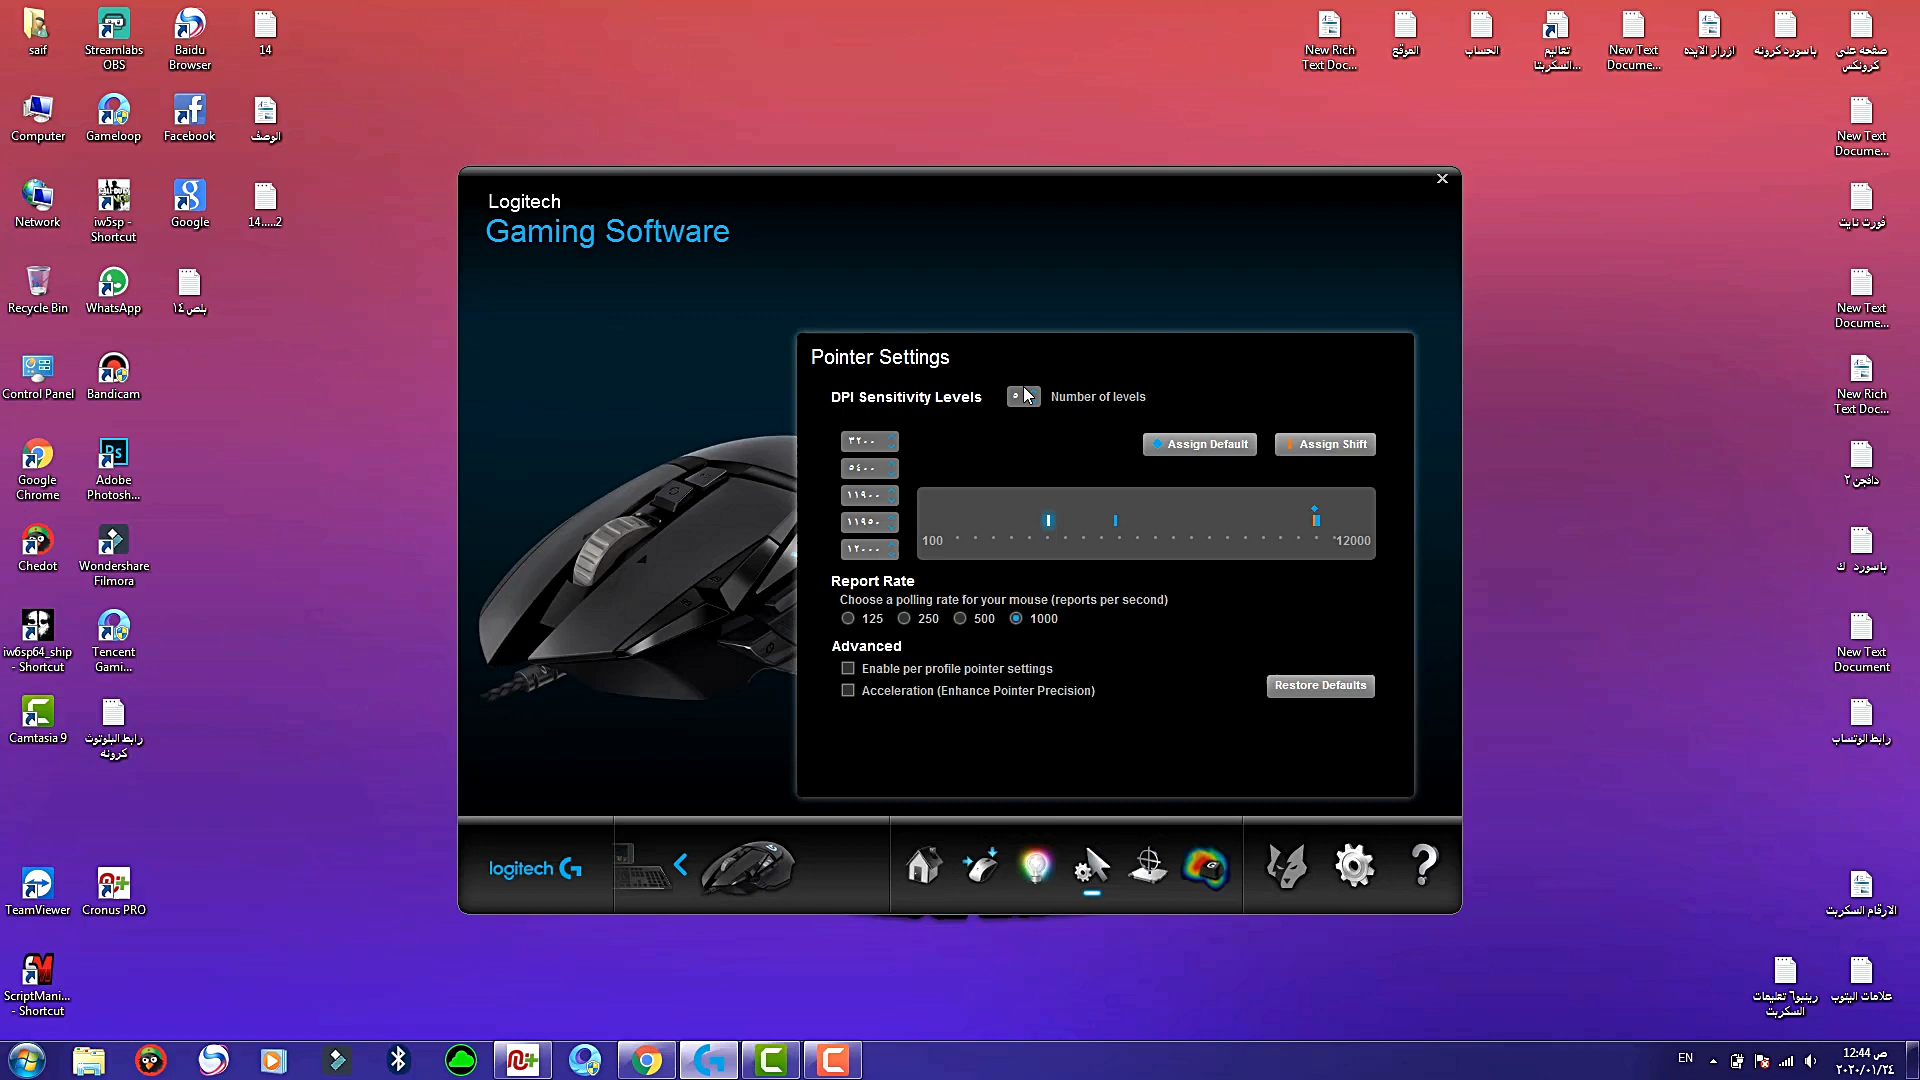 saif
Streamlabs
OBS
Baidu
Browser
14
New Rich
Text Doc...
الموقع
الحساب
تعاليم
السكربتا...
New Text
Docume...
ازرار الايده
باسورد كرونه
صفحه على
كرونكس
Computer
Gameloop
Facebook
الوصف
New Text
Docume...
Network
iw5sp -
Shortcut
Google
14.....2
فورت نايت
Recycle Bin
WhatsApp
بلص ١٤
New Text
Docume...
Control Panel
Bandicam
New Rich
Text Doc...
Google
Chrome
Adobe
Photosh...
دافجن ٢
Chedot
Wondershare
Filmora
باسورد ك
iw6sp64_ship
- Shortcut
Tencent
Gami...
New Text
Document
Camtasia 9
رابط البلوتوث
كرونه
رابط الوتساب
TeamViewer
Cronus PRO
الارقام السكربت
ScriptMani...
- Shortcut
رينبو٦ تعليمات
السكربت
علامات اليتوب
Logitech
Gaming Software
Pointer Settings
DPI Sensitivity Levels
٥
Number of levels
٣٢٠٠
Assign Default
Assign Shift
٥٤٠٠
١١٩٠٠
١١٩٥٠
١٢٠٠٠
100
12000
Report Rate
Choose a polling rate for your mouse (reports per second)
125
250
500
1000
Advanced
Enable per profile pointer settings
Acceleration (Enhance Pointer Precision)
Restore Defaults
logitech G
EN
12:44 ص
٢٠٢٠/٠١/٢٤